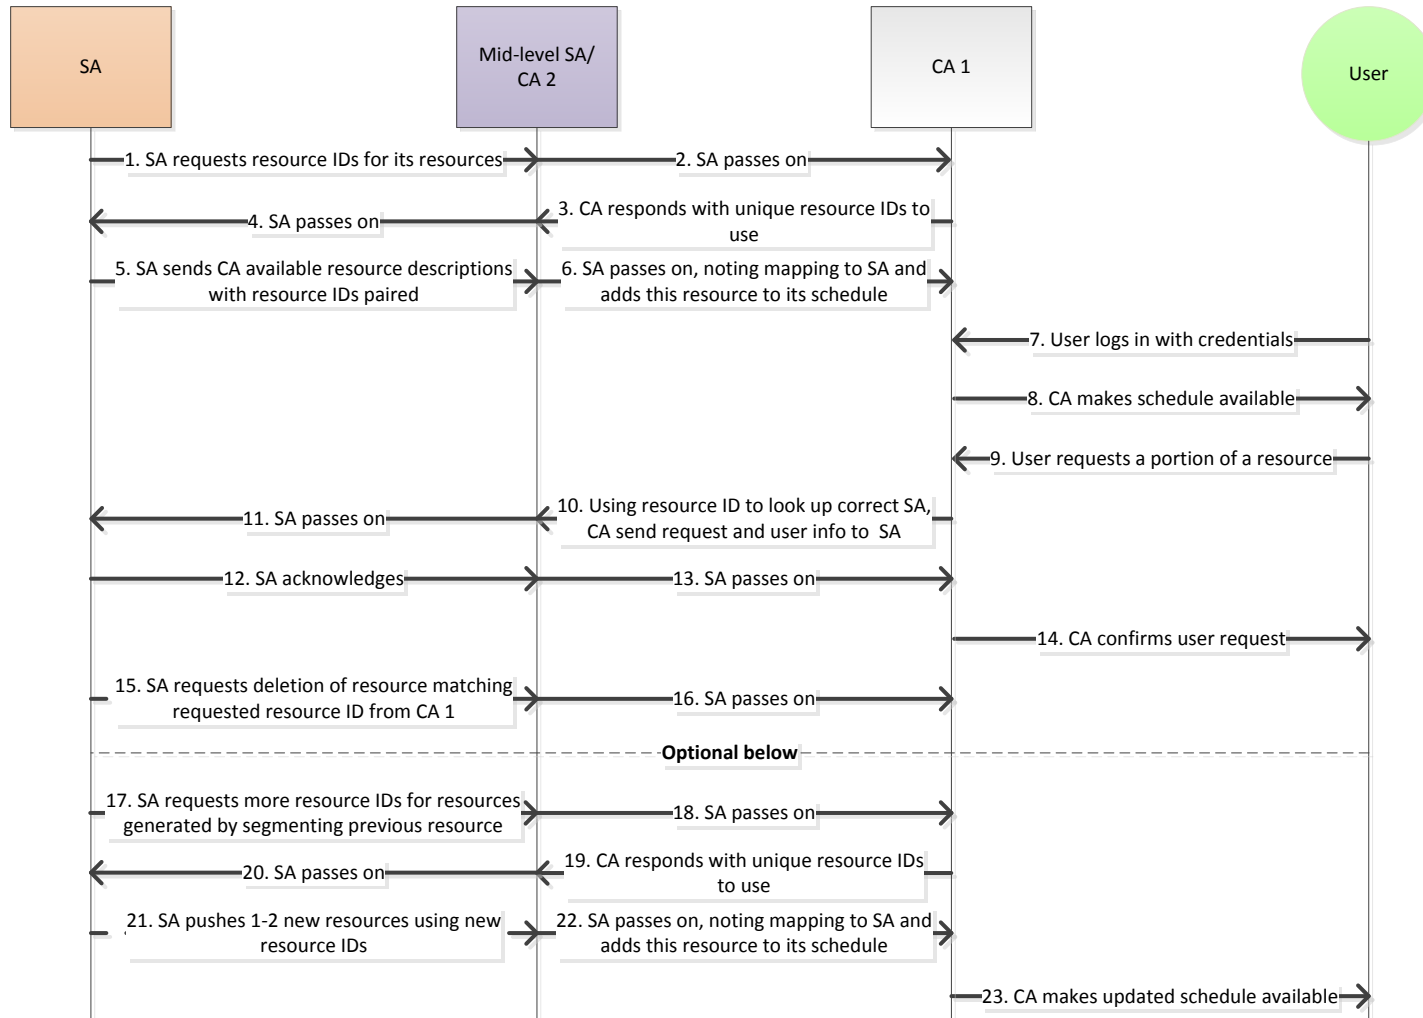 SA
Mid-level SA/
CA 2
CA 1
User
1. SA requests resource IDs for its resources
2. SA passes on
3. CA responds with unique resource IDs to
use
4. SA passes on
5. SA sends CA available resource descriptions
with resource IDs paired
6. SA passes on, noting mapping to SA and
adds this resource to its schedule
7. User logs in with credentials
8. CA makes schedule available
9. User requests a portion of a resource
10. Using resource ID to look up correct SA,
CA send request and user info to  SA
11. SA passes on
12. SA acknowledges
13. SA passes on
14. CA confirms user request
15. SA requests deletion of resource matching
requested resource ID from CA 1
16. SA passes on
Optional below
17. SA requests more resource IDs for resources
generated by segmenting previous resource
18. SA passes on
19. CA responds with unique resource IDs
to use
20. SA passes on
21. SA pushes 1-2 new resources using new
resource IDs
22. SA passes on, noting mapping to SA and
adds this resource to its schedule
23. CA makes updated schedule available